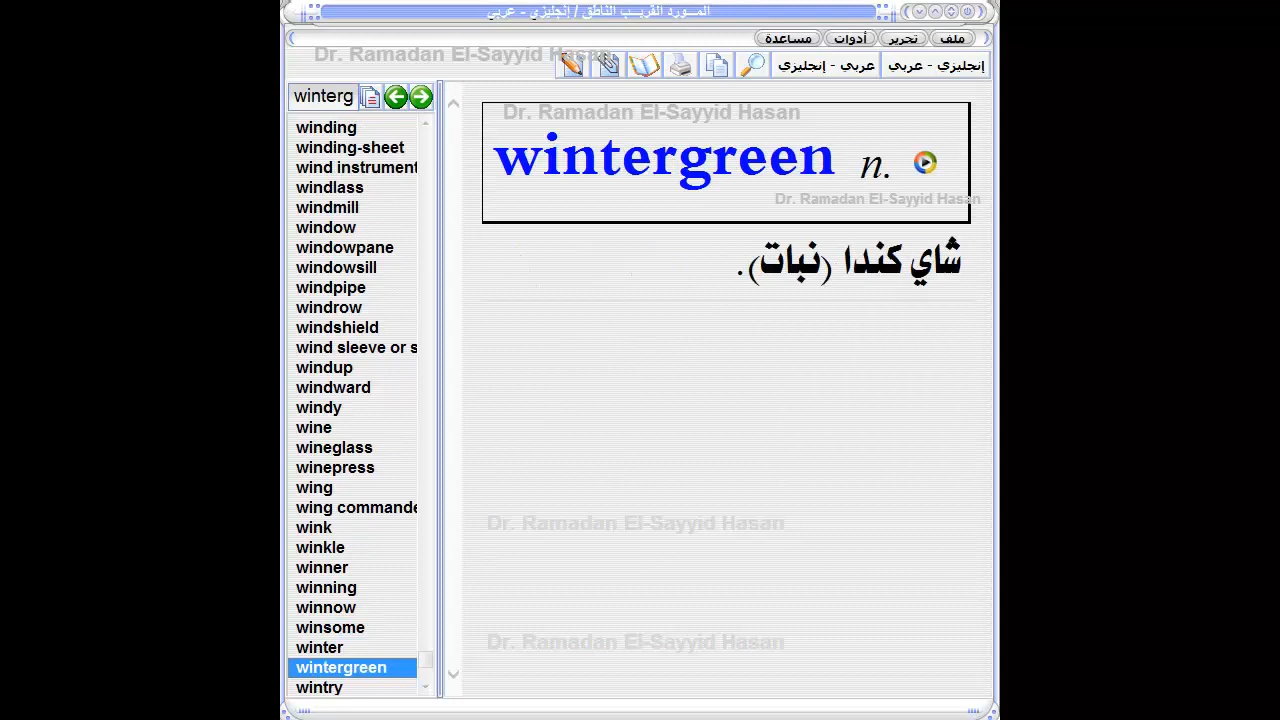 المـورد القريـب الناطق / إنجليزي - عربي
ملف تحرير أدوات مساعدة
Dr. Ramadan El-Sayyid Hasan
إنجليزي - عربي عربي - إنجليزي
winterg
winding
winding-sheet
wind instrument
windlass
windmill
window
windowpane
windowsill
windpipe
windrow
windshield
wind sleeve or s
windup
windward
windy
wine
wineglass
winepress
wing
wing commande
wink
winkle
winner
winning
winnow
winsome
winter
wintergreen
wintry
Dr. Ramadan El-Sayyid Hasan
wintergreen n.
Dr. Ramadan El-Sayyid Hasan
شاي كندا (نبات).
Dr. Ramadan El-Sayyid Hasan
Dr. Ramadan El-Sayyid Hasan